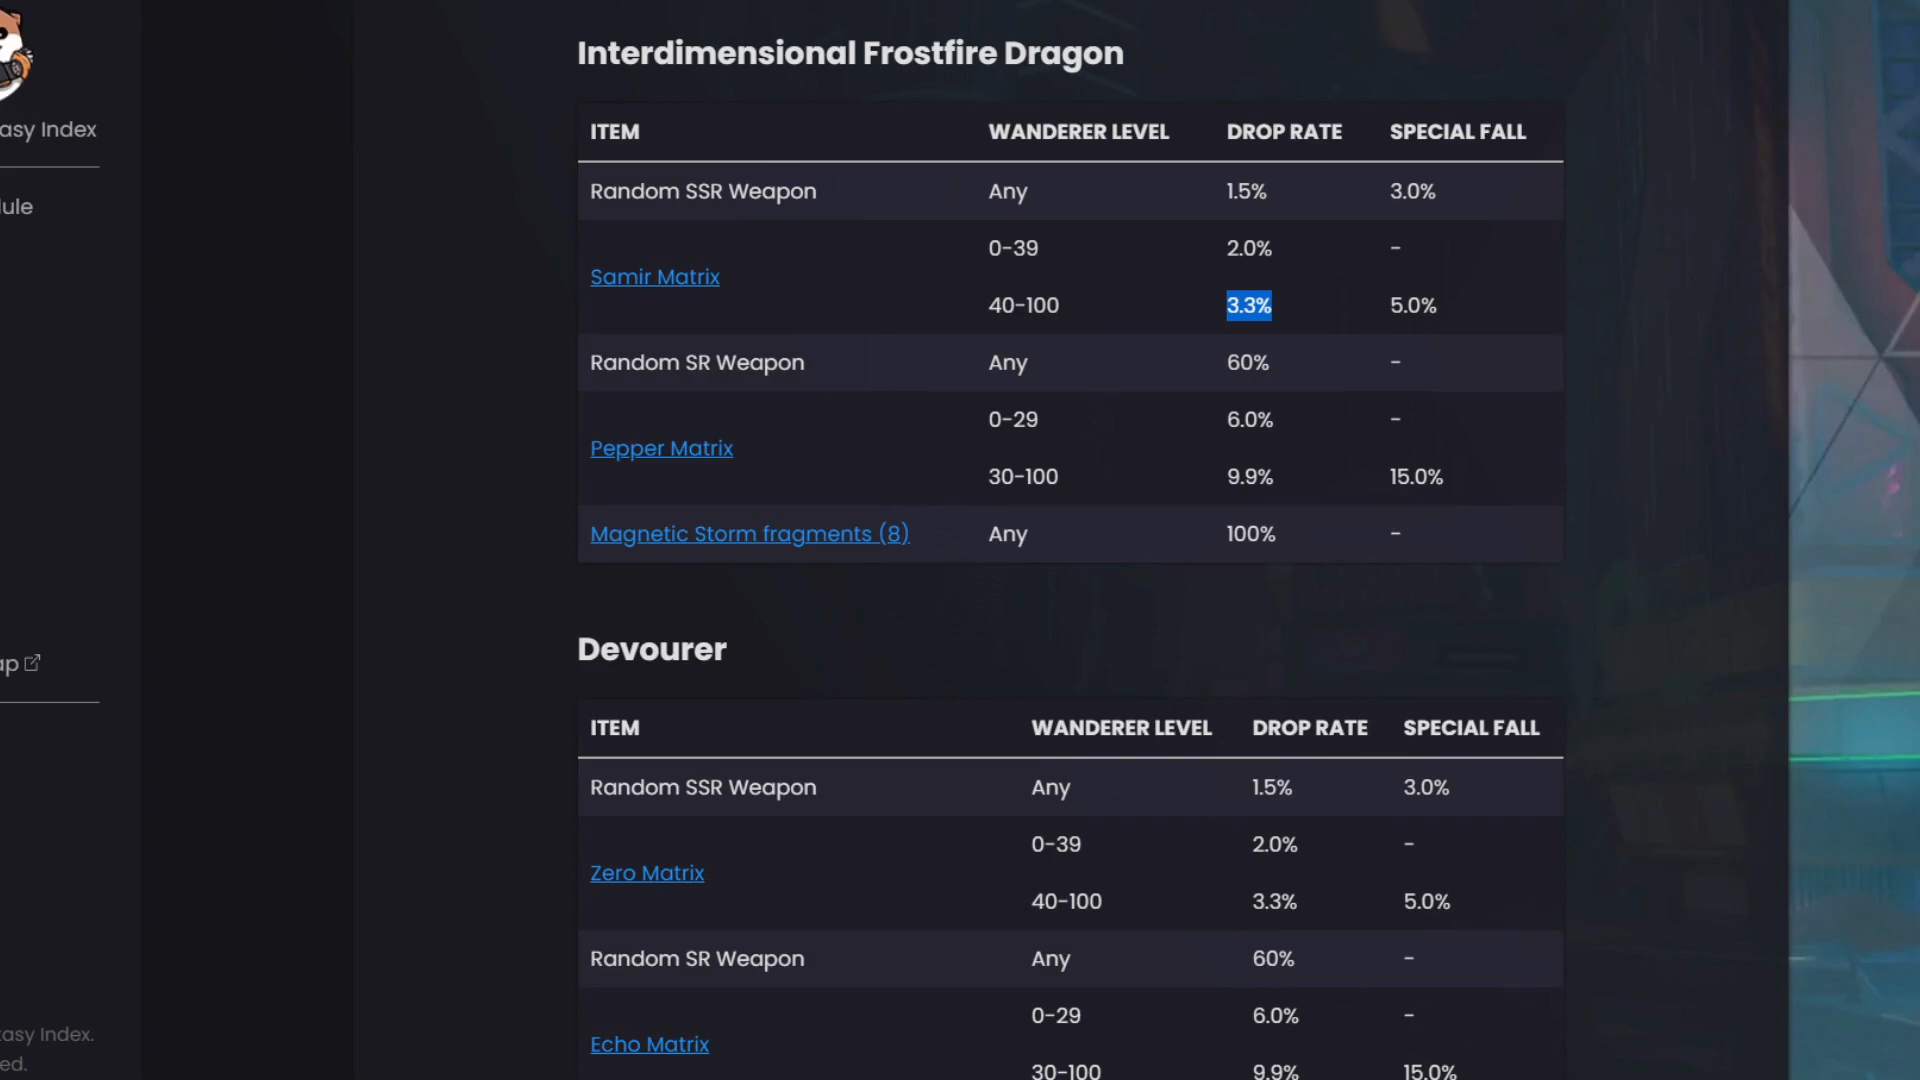 Interdimensional Frostfire Dragon
ITEM WANDERER LEVEL DROP RATE SPECIAL FALL
asy Index
Random SSR Weapon Any 1.5% 3.0%
ule
0-39 2.0% -
Samir Matrix
40-100 3.3% 5.0%
Random SR Weapon Any 60% -
0-29 6.0% -
Pepper Matrix
30-100 9.9% 15.0%
Magnetic Storm fragments (8) Any 100% -
Devourer
ap
ITEM WANDERER LEVEL DROP RATE SPECIAL FALL
Random SSR Weapon Any 1.5% 3.0%
0-39 2.0% -
Zero Matrix
40-100 3.3% 5.0%
Random SR Weapon Any 60% -
0-29 6.0% -
asy Index.
Echo Matrix
ed.
30-100 9.9% 15.0%